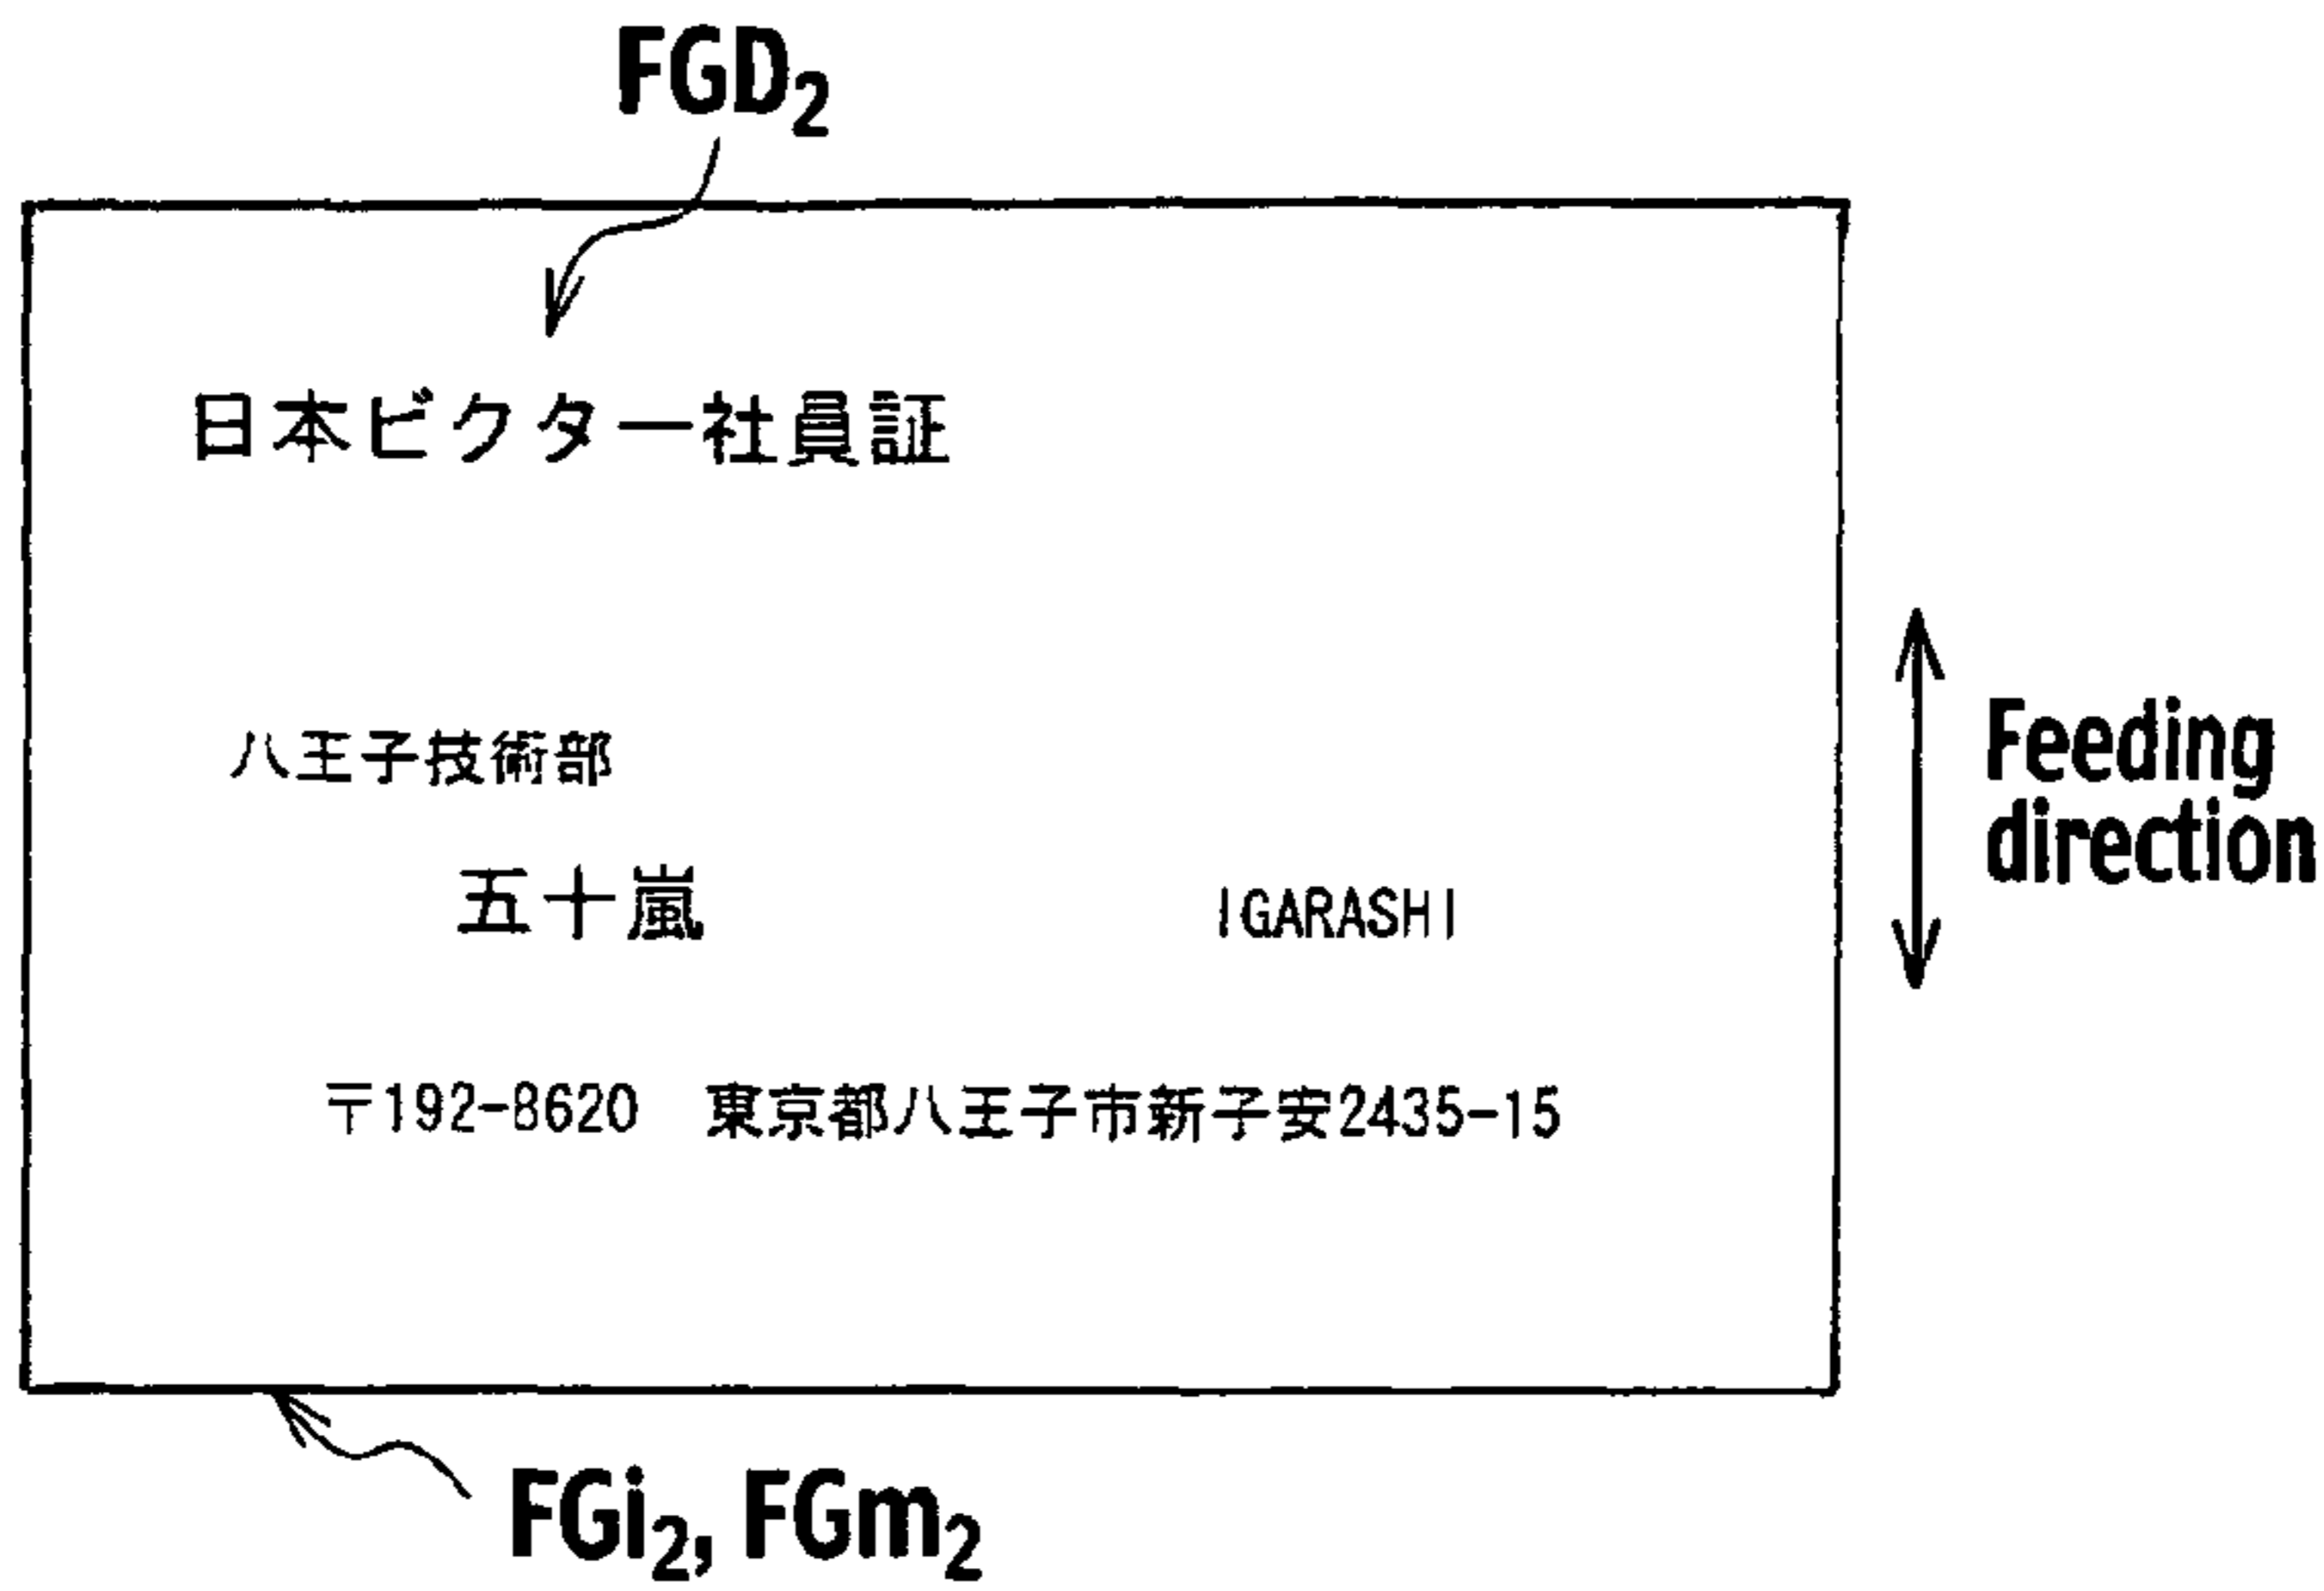 FGD2
日本ビクター社員証
八王子技術部
五十嵐 IGARASHI
〒192-8620 東京都八王子市新子安2435-15
Feeding
direction
FGi2, FGm2